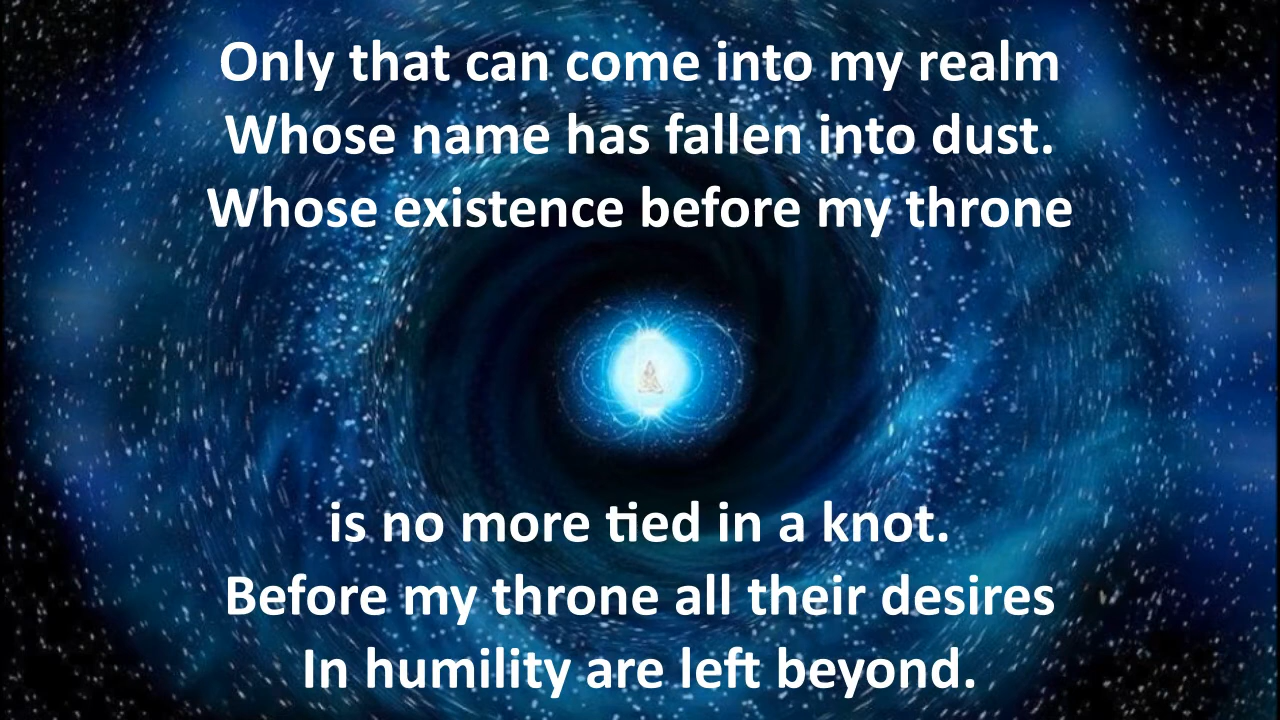 Only that can come into my realm
Whose name has fallen into dust.
Whose existence before my throne
is no more tied in a knot.
Before my throne all their desires
In humility are left beyond.